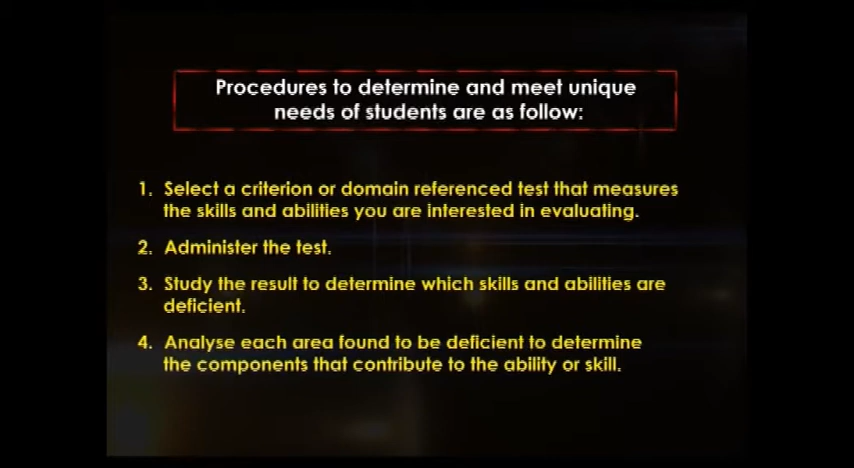 Procedures to determine and meet unique
needs of students are as follow:
1. Select a criterion or domain referenced test that measures
the skills and abilities you are interested in evaluating.
2. Administer the test.
3. Study the result to determine which skills and abilities are
deficient.
4. Analyse each area found to be deficient to determine
the components that contribute to the ability or skill.